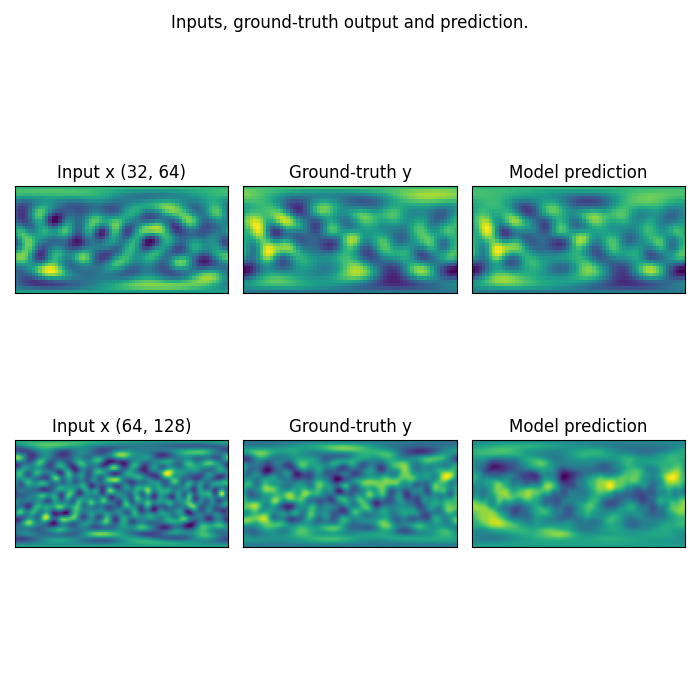 Inputs, ground-truth output and prediction.
Input x (32, 64)
Ground-truth y
Model prediction
Input x (64, 128)
Ground-truth y
Model prediction